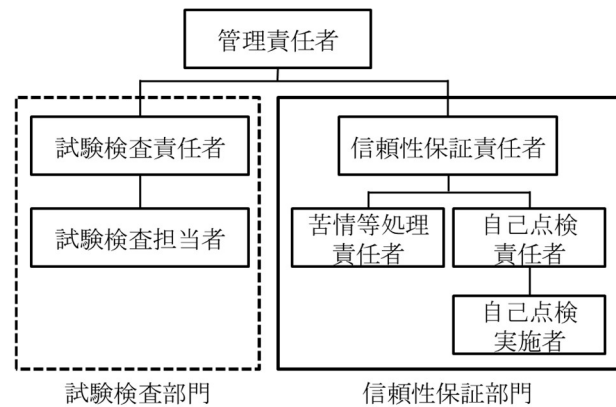 管理責任者
試験検査責任者
信頼性保証責任者
試験検査担当者
苦情等処理
責任者
自己点検
責任者
自己点検
実施者
試験検査部門
信頼性保証部門